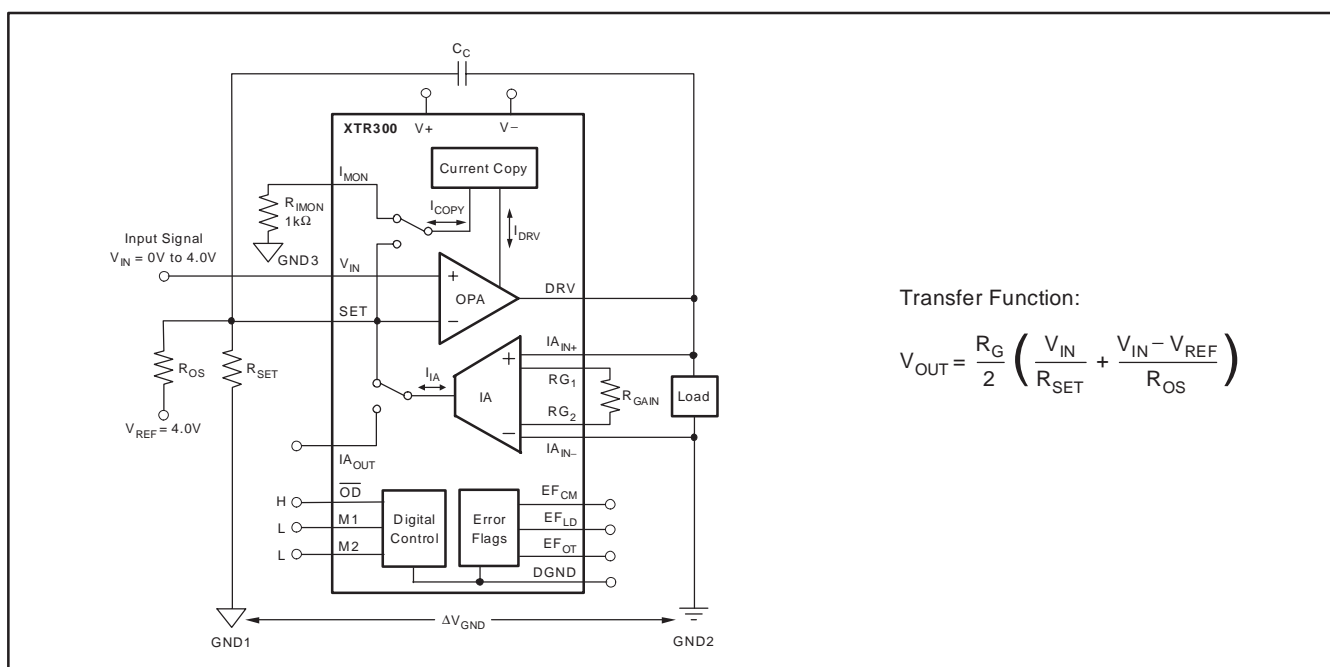 C_C
XTR300
V+
V−
Current Copy
I_MON
R_IMON
1kΩ
GND3
I_COPY
I_DRV
Input Signal
V_IN = 0V to 4.0V
V_IN
+
OPA
−
DRV
SET
R_OS
R_SET
V_REF = 4.0V
I_IA
IA
+
−
IA_IN+
RG_1
R_GAIN
RG_2
IA_IN−
Load
IA_OUT
H
O̅D̅
L
M1
L
M2
Digital
Control
Error
Flags
EF_CM
EF_LD
EF_OT
DGND
GND1
ΔV_GND
GND2
Transfer Function:
V_OUT = R_G/2 ( V_IN/R_SET + (V_IN − V_REF)/R_OS )